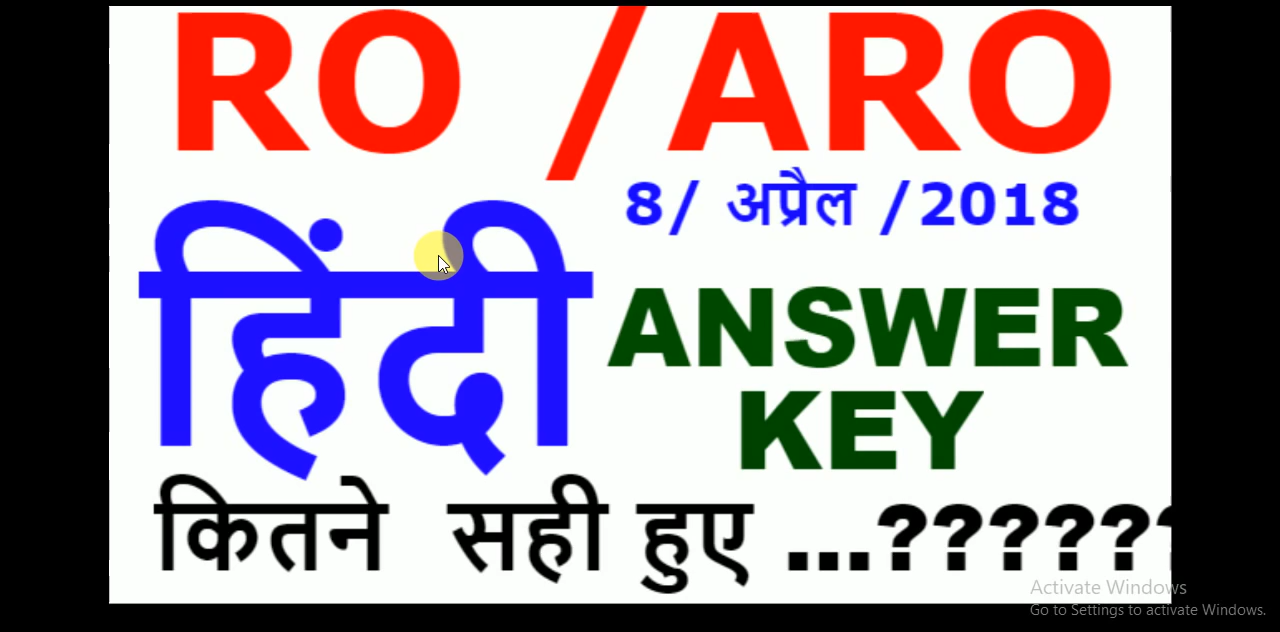 RO /ARO
8/ अप्रैल /2018
हिंदी
ANSWER
KEY
कितने सही हुए ...??????
Activate Windows
Go to Settings to activate Windows.